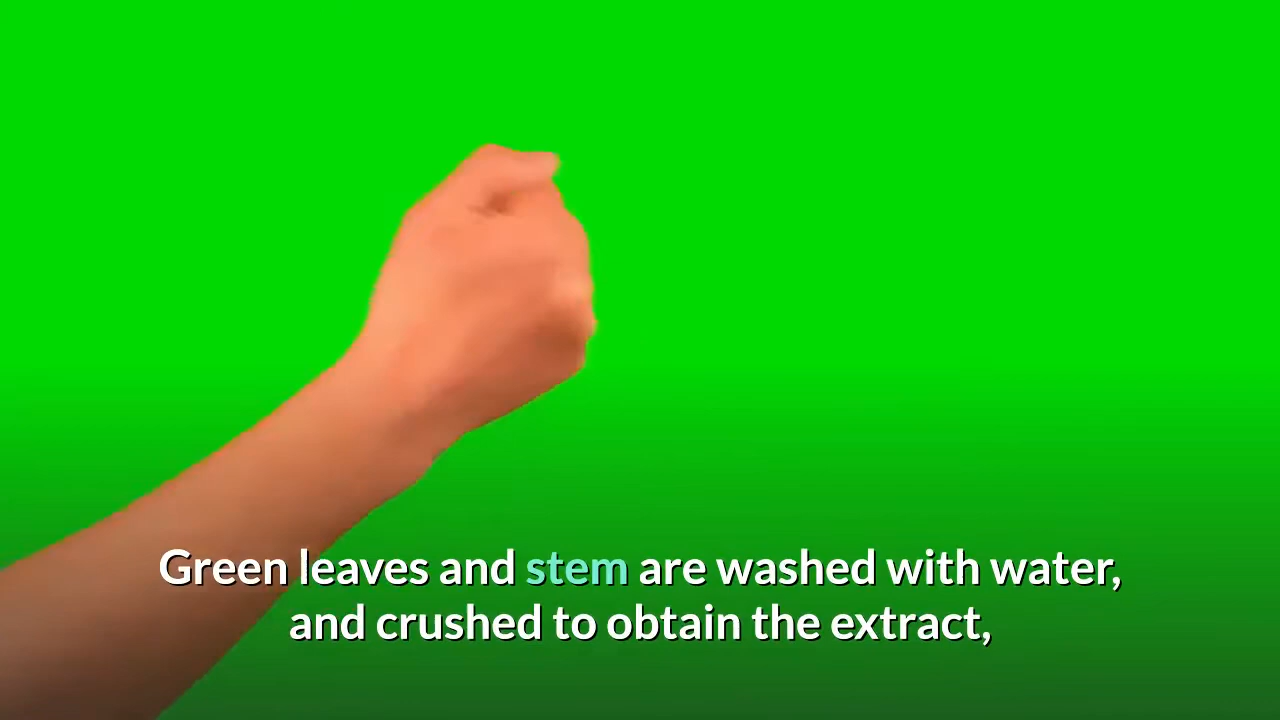 Green leaves and stem are washed with water,
and crushed to obtain the extract,